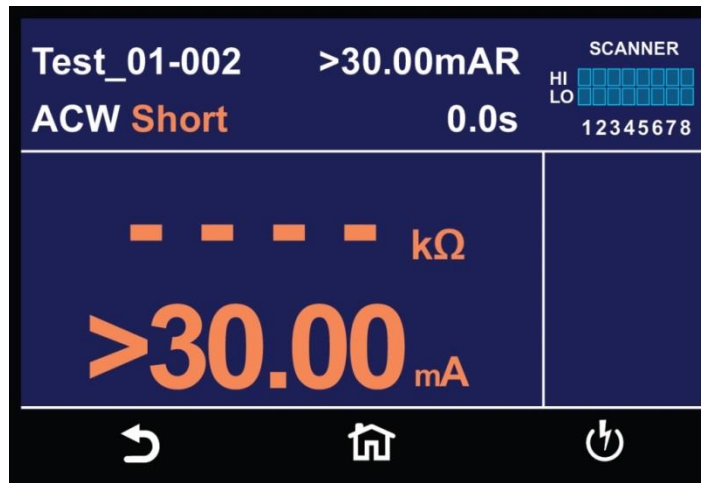 Test_01-002 >30.00mAR
ACW Short 0.0s
SCANNER
HI
LO
12345678
- - - - kΩ
>30.00 mA